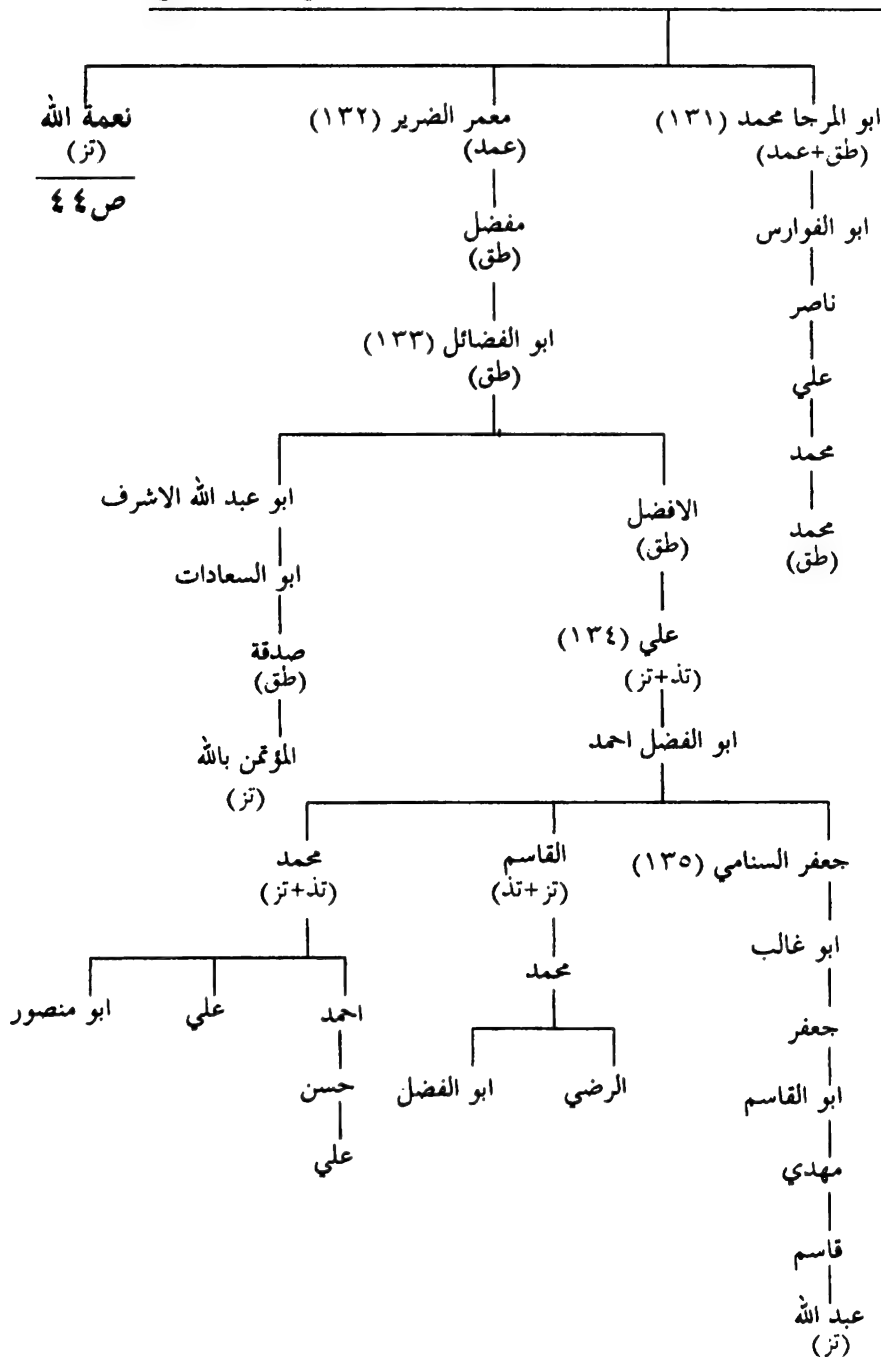 ابو المرجا محمد (١٣١)
(طق+عمد)
ابو الفوارس
ناصر
علي
محمد
محمد
(طق)
معمر الضرير (١٣٢)
(عمد)
مفضل
(طق)
ابو الفضائل (١٣٣)
(طق)
الافضل
(طق)
علي (١٣٤)
(تذ+تز)
ابو الفضل احمد
جعفر السنامي (١٣٥)
ابو غالب
جعفر
ابو القاسم
مهدي
قاسم
عبد الله
(تز)
القاسم
(تز+تذ)
محمد
الرضي
ابو الفضل
محمد
(تذ+تز)
احمد
حسن
علي
علي
ابو منصور
ابو عبد الله الاشرف
ابو السعادات
صدقة
(طق)
المؤتمن بالله
(تز)
نعمة الله
(تز)
ص٤٤